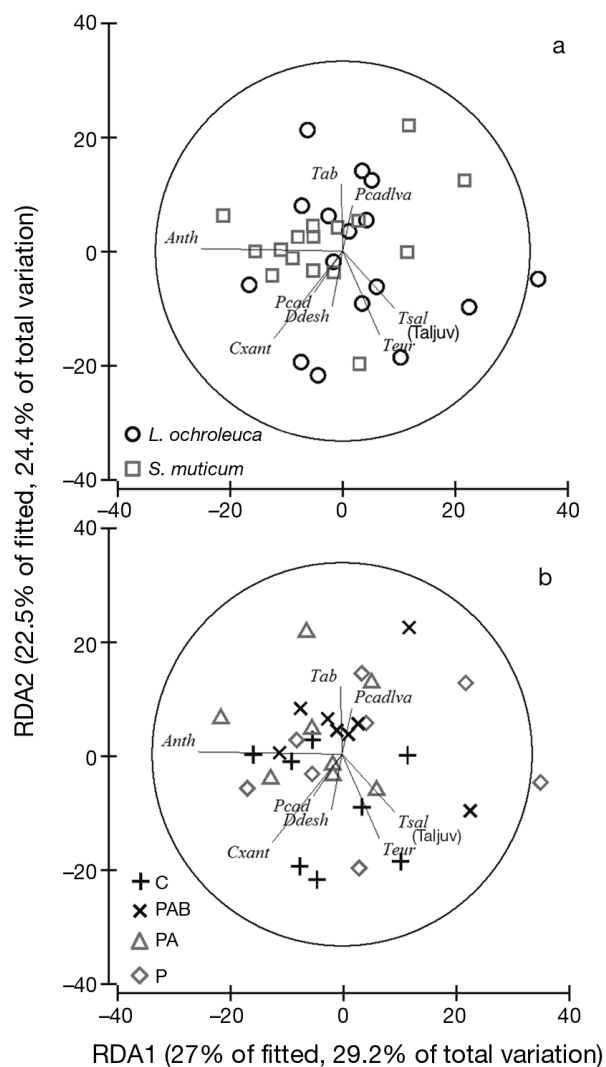 a
40
20
0
−20
−40
Tab
Pcadlva
Anth
Pcad
Ddesh
Cxant
Tsal
(Taljuv)
Teur
L. ochroleuca
S. muticum
−40 −20 0 20 40
b
40
20
0
−20
−40
Tab
Pcadlva
Anth
Pcad
Ddesh
Cxant
Tsal
(Taljuv)
Teur
C
PAB
PA
P
−40 −20 0 20 40
RDA2 (22.5% of fitted, 24.4% of total variation)
RDA1 (27% of fitted, 29.2% of total variation)